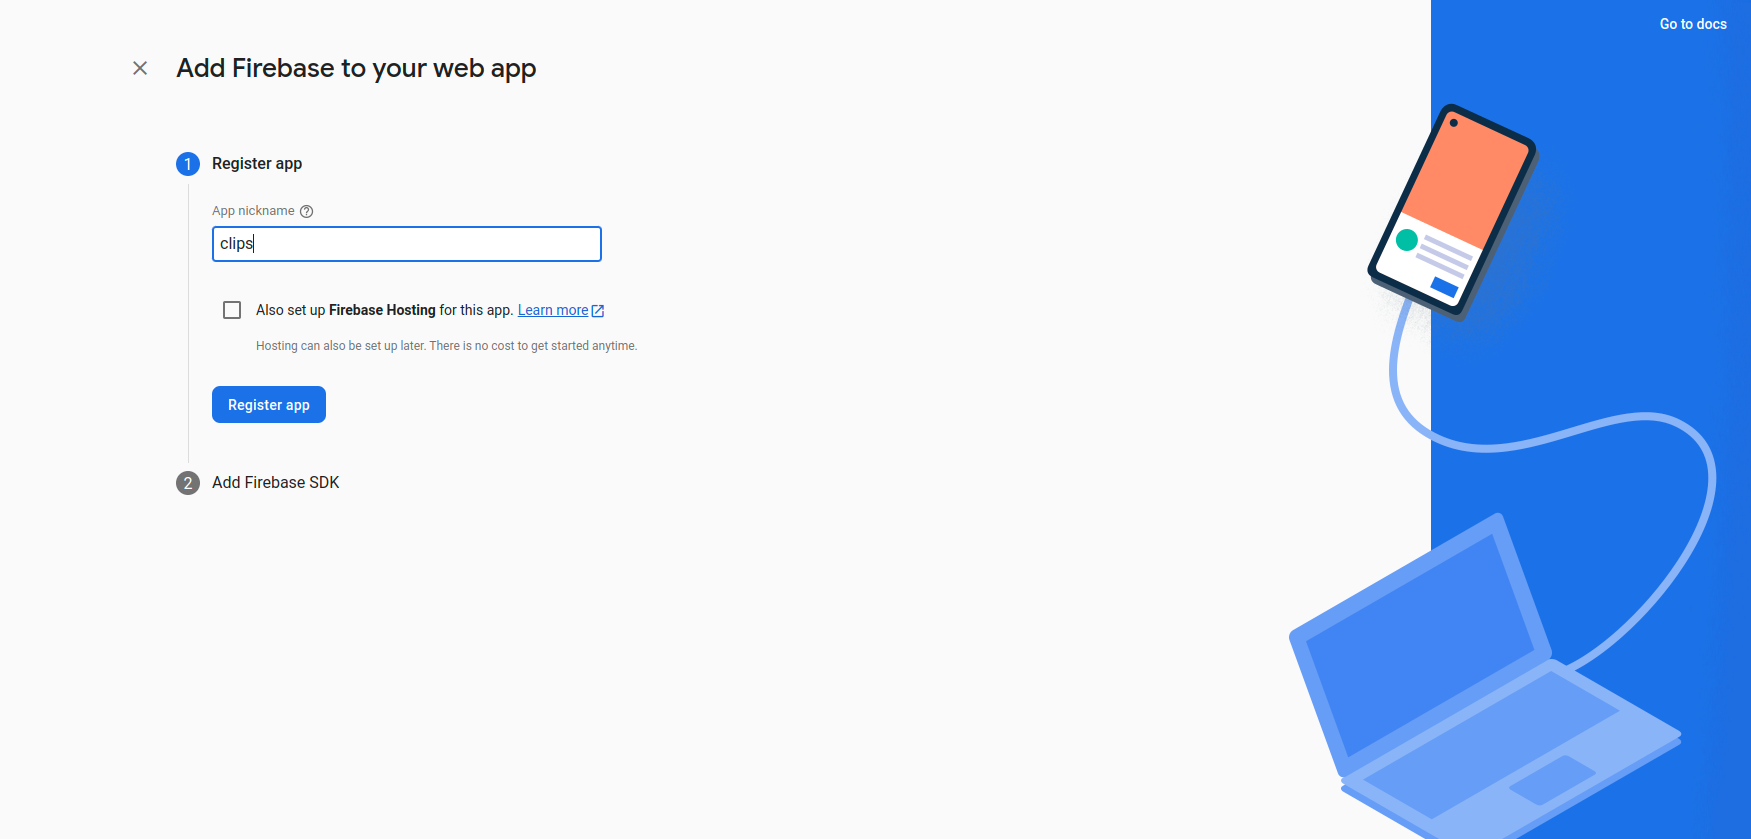 Go to docs
Add Firebase to your web app
1 Register app
App nickname
clips
Also set up Firebase Hosting for this app. Learn more
Hosting can also be set up later. There is no cost to get started anytime.
Register app
2 Add Firebase SDK